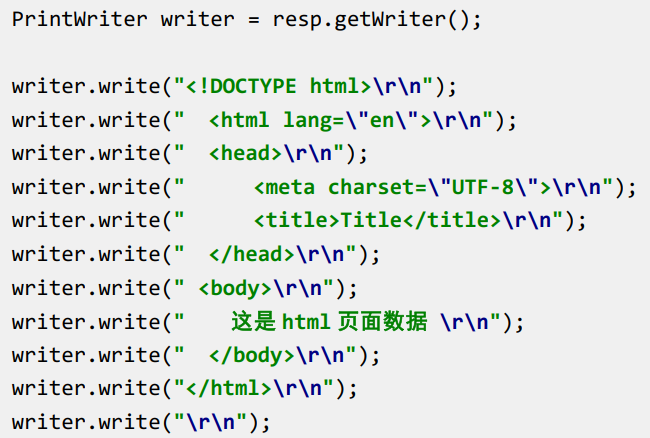 PrintWriter writer = resp.getWriter();
writer.write("<!DOCTYPE html>\r\n");
writer.write("  <html lang=\"en\">\r\n");
writer.write("  <head>\r\n");
writer.write("      <meta charset=\"UTF-8\">\r\n");
writer.write("      <title>Title</title>\r\n");
writer.write("  </head>\r\n");
writer.write(" <body>\r\n");
writer.write("    这是 html 页面数据 \r\n");
writer.write("  </body>\r\n");
writer.write("</html>\r\n");
writer.write("\r\n");